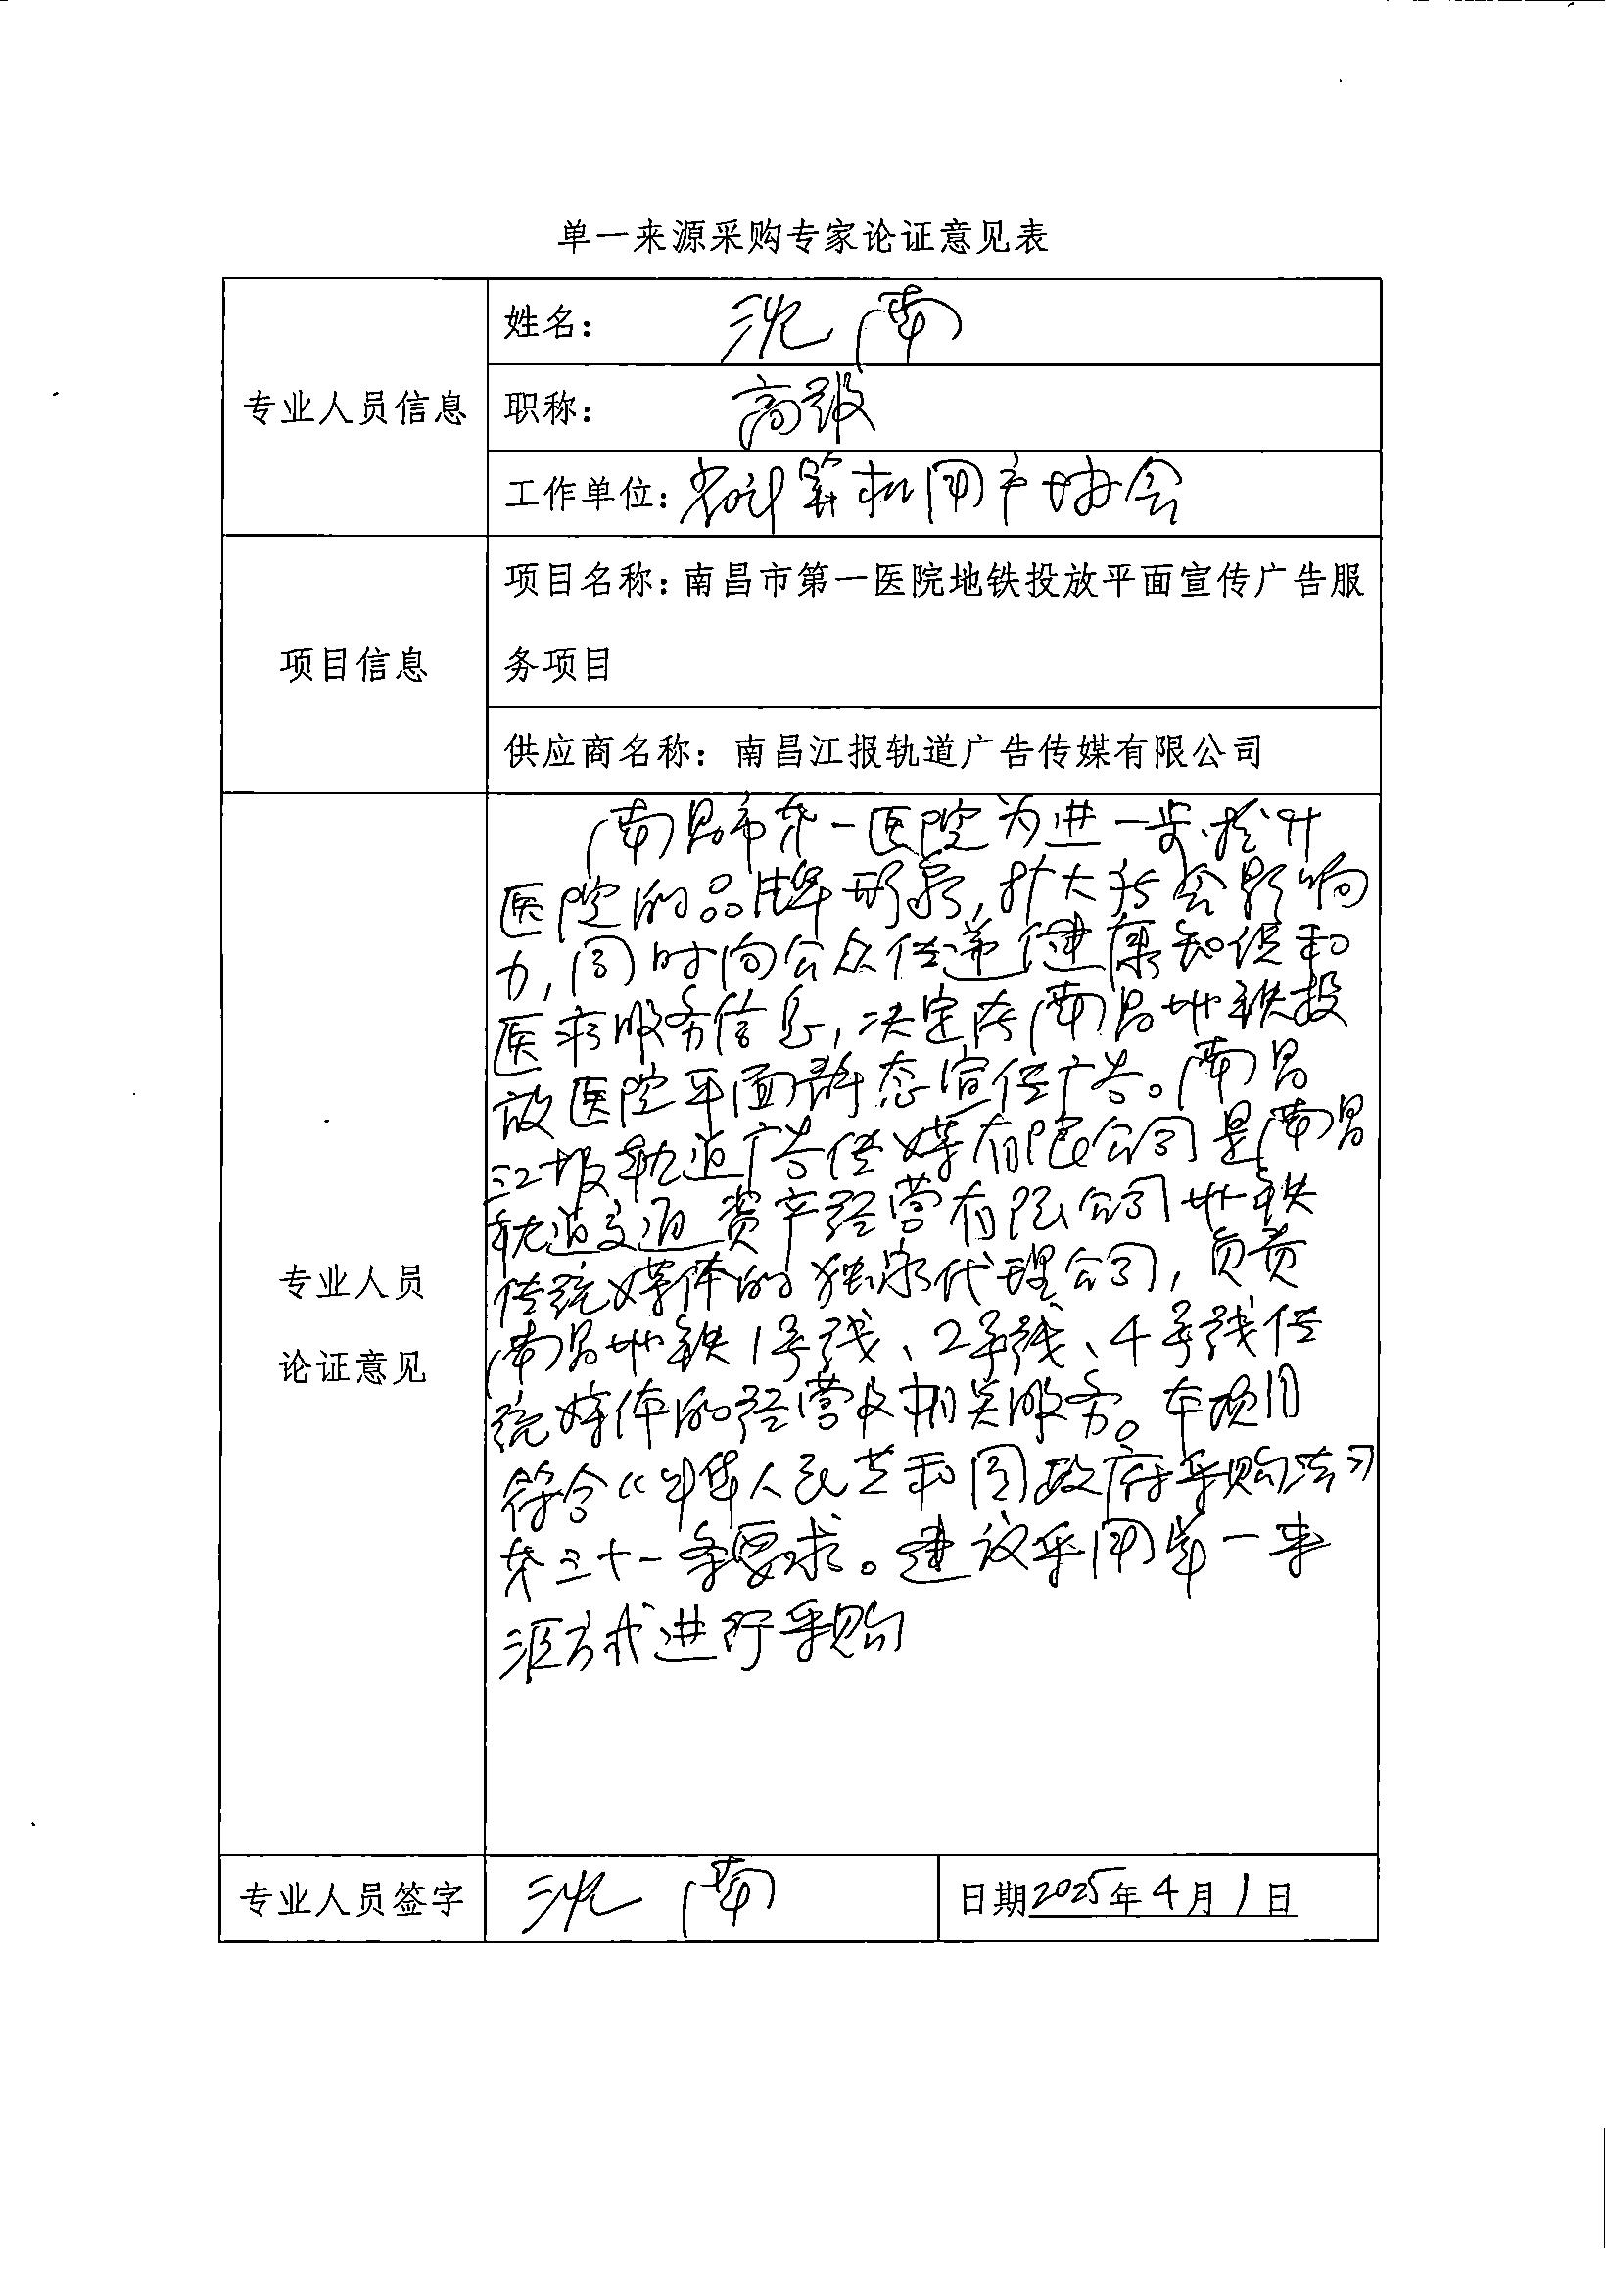 单一来源采购专家论证意见表
专业人员信息
姓名： 沈南
职称： 高级
工作单位：省计算机用户协会
项目信息
项目名称：南昌市第一医院地铁投放平面宣传广告服
务项目
供应商名称：南昌江报轨道广告传媒有限公司
专业人员
论证意见
南昌市第一医院为进一步提升
医院的品牌形象，扩大社会影响
力，同时向公众传递健康知识和
医疗服务信息，决定在南昌地铁投
放医院平面静态宣传广告。南昌
江报轨道广告传媒有限公司是南昌
轨道交通资产经营有限公司地铁
传统媒体的独家代理公司，负责
南昌地铁1号线、2号线、4号线传
统媒体的经营及相关服务。本项目
符合《中华人民共和国政府采购法》
第三十一条要求。建议采用单一来
源方式进行采购
专业人员签字
沈南
日期2025年4月1日